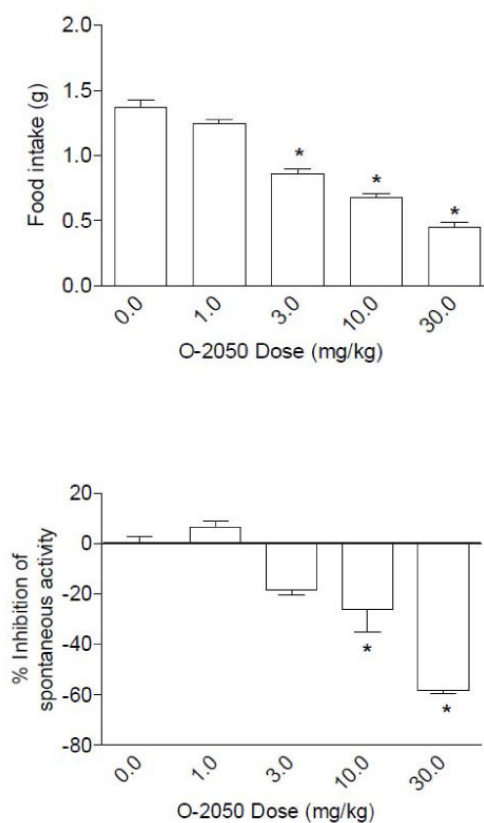 2.0
1.5
1.0
0.5
0.0
Food intake (g)
*
*
*
0.0 1.0 3.0 10.0 30.0
O-2050 Dose (mg/kg)
20
0
-20
-40
-60
-80
% Inhibition of
spontaneous activity
*
*
0.0 1.0 3.0 10.0 30.0
O-2050 Dose (mg/kg)